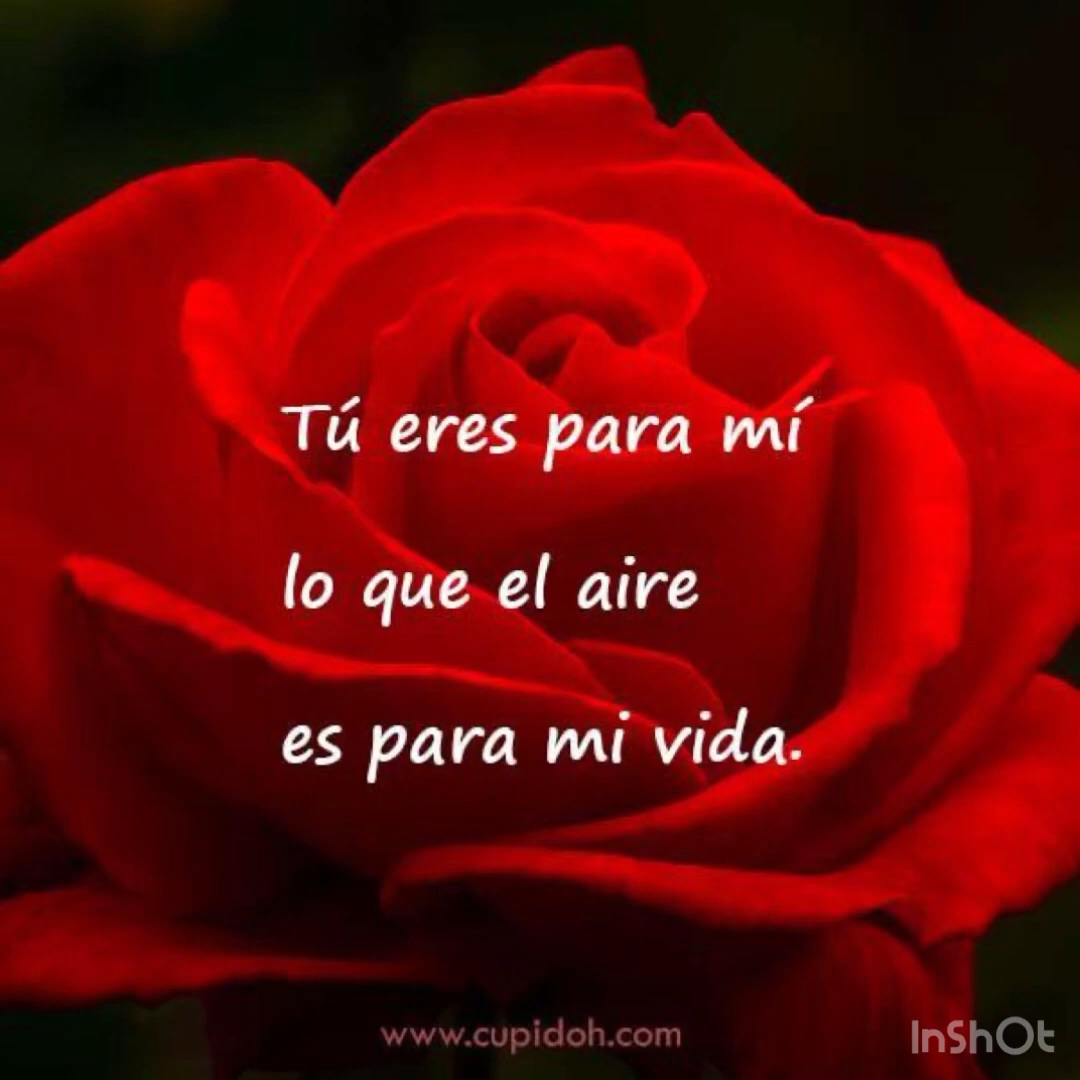 Tú eres para mí
lo que el aire
es para mi vida.
www.cupidoh.com
InShOt